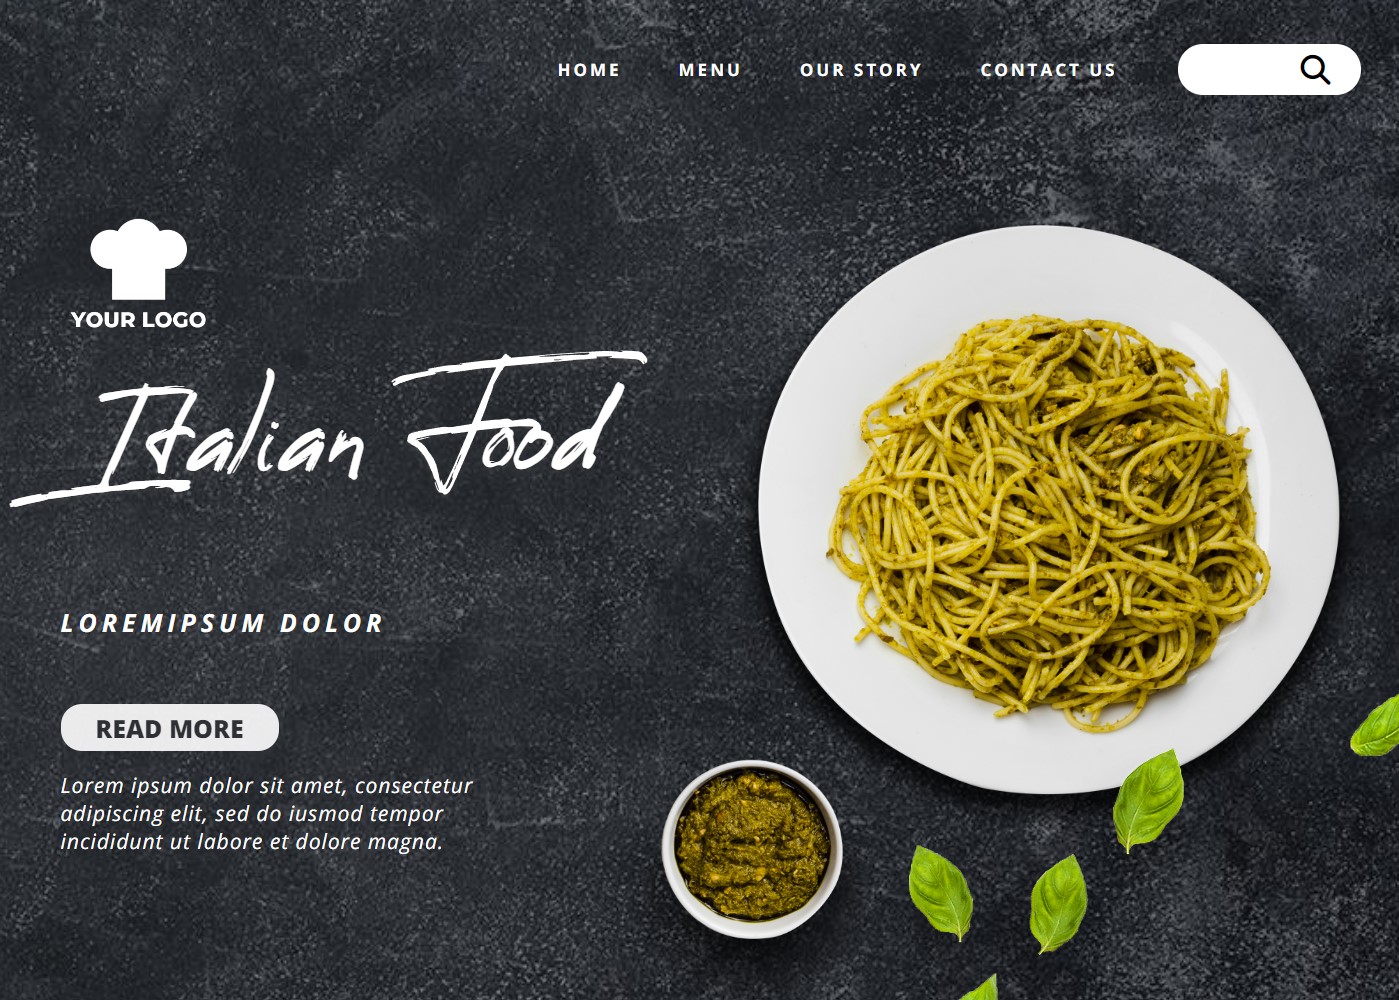 HOME MENU OUR STORY CONTACT US
YOUR LOGO
Italian Food
LOREMIPSUM DOLOR
READ MORE
Lorem ipsum dolor sit amet, consectetur
adipiscing elit, sed do iusmod tempor
incididunt ut labore et dolore magna.